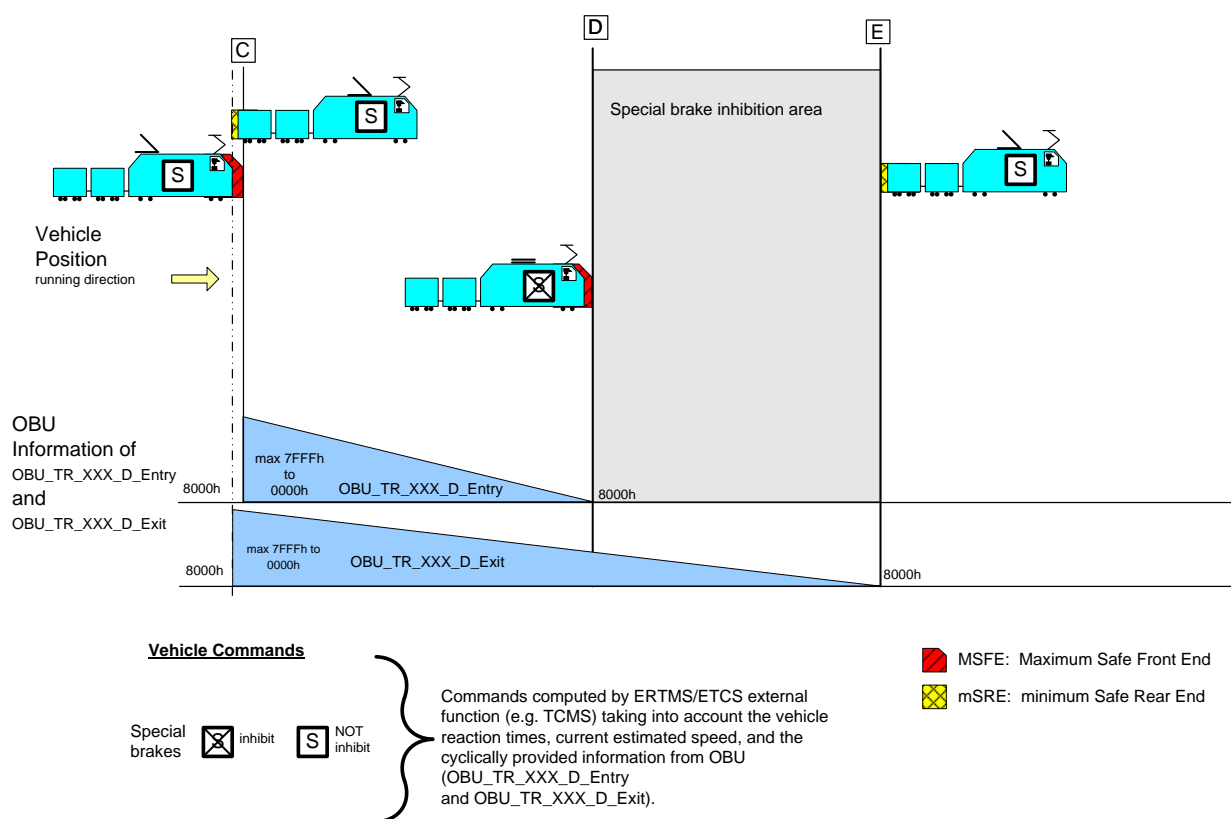 C
D
E
S
Special brake inhibition area
S
S
Vehicle
Position
running direction
S
OBU
Information of
OBU_TR_XXX_D_Entry
and
OBU_TR_XXX_D_Exit
max 7FFFh
to
0000h
OBU_TR_XXX_D_Entry
8000h
8000h
max 7FFFh to
0000h
OBU_TR_XXX_D_Exit
8000h
8000h
Vehicle Commands
Special
brakes
S
inhibit
S
NOT
inhibit
Commands computed by ERTMS/ETCS external
function (e.g. TCMS) taking into account the vehicle
reaction times, current estimated speed, and the
cyclically provided information from OBU
(OBU_TR_XXX_D_Entry
and OBU_TR_XXX_D_Exit).
MSFE: Maximum Safe Front End
mSRE: minimum Safe Rear End